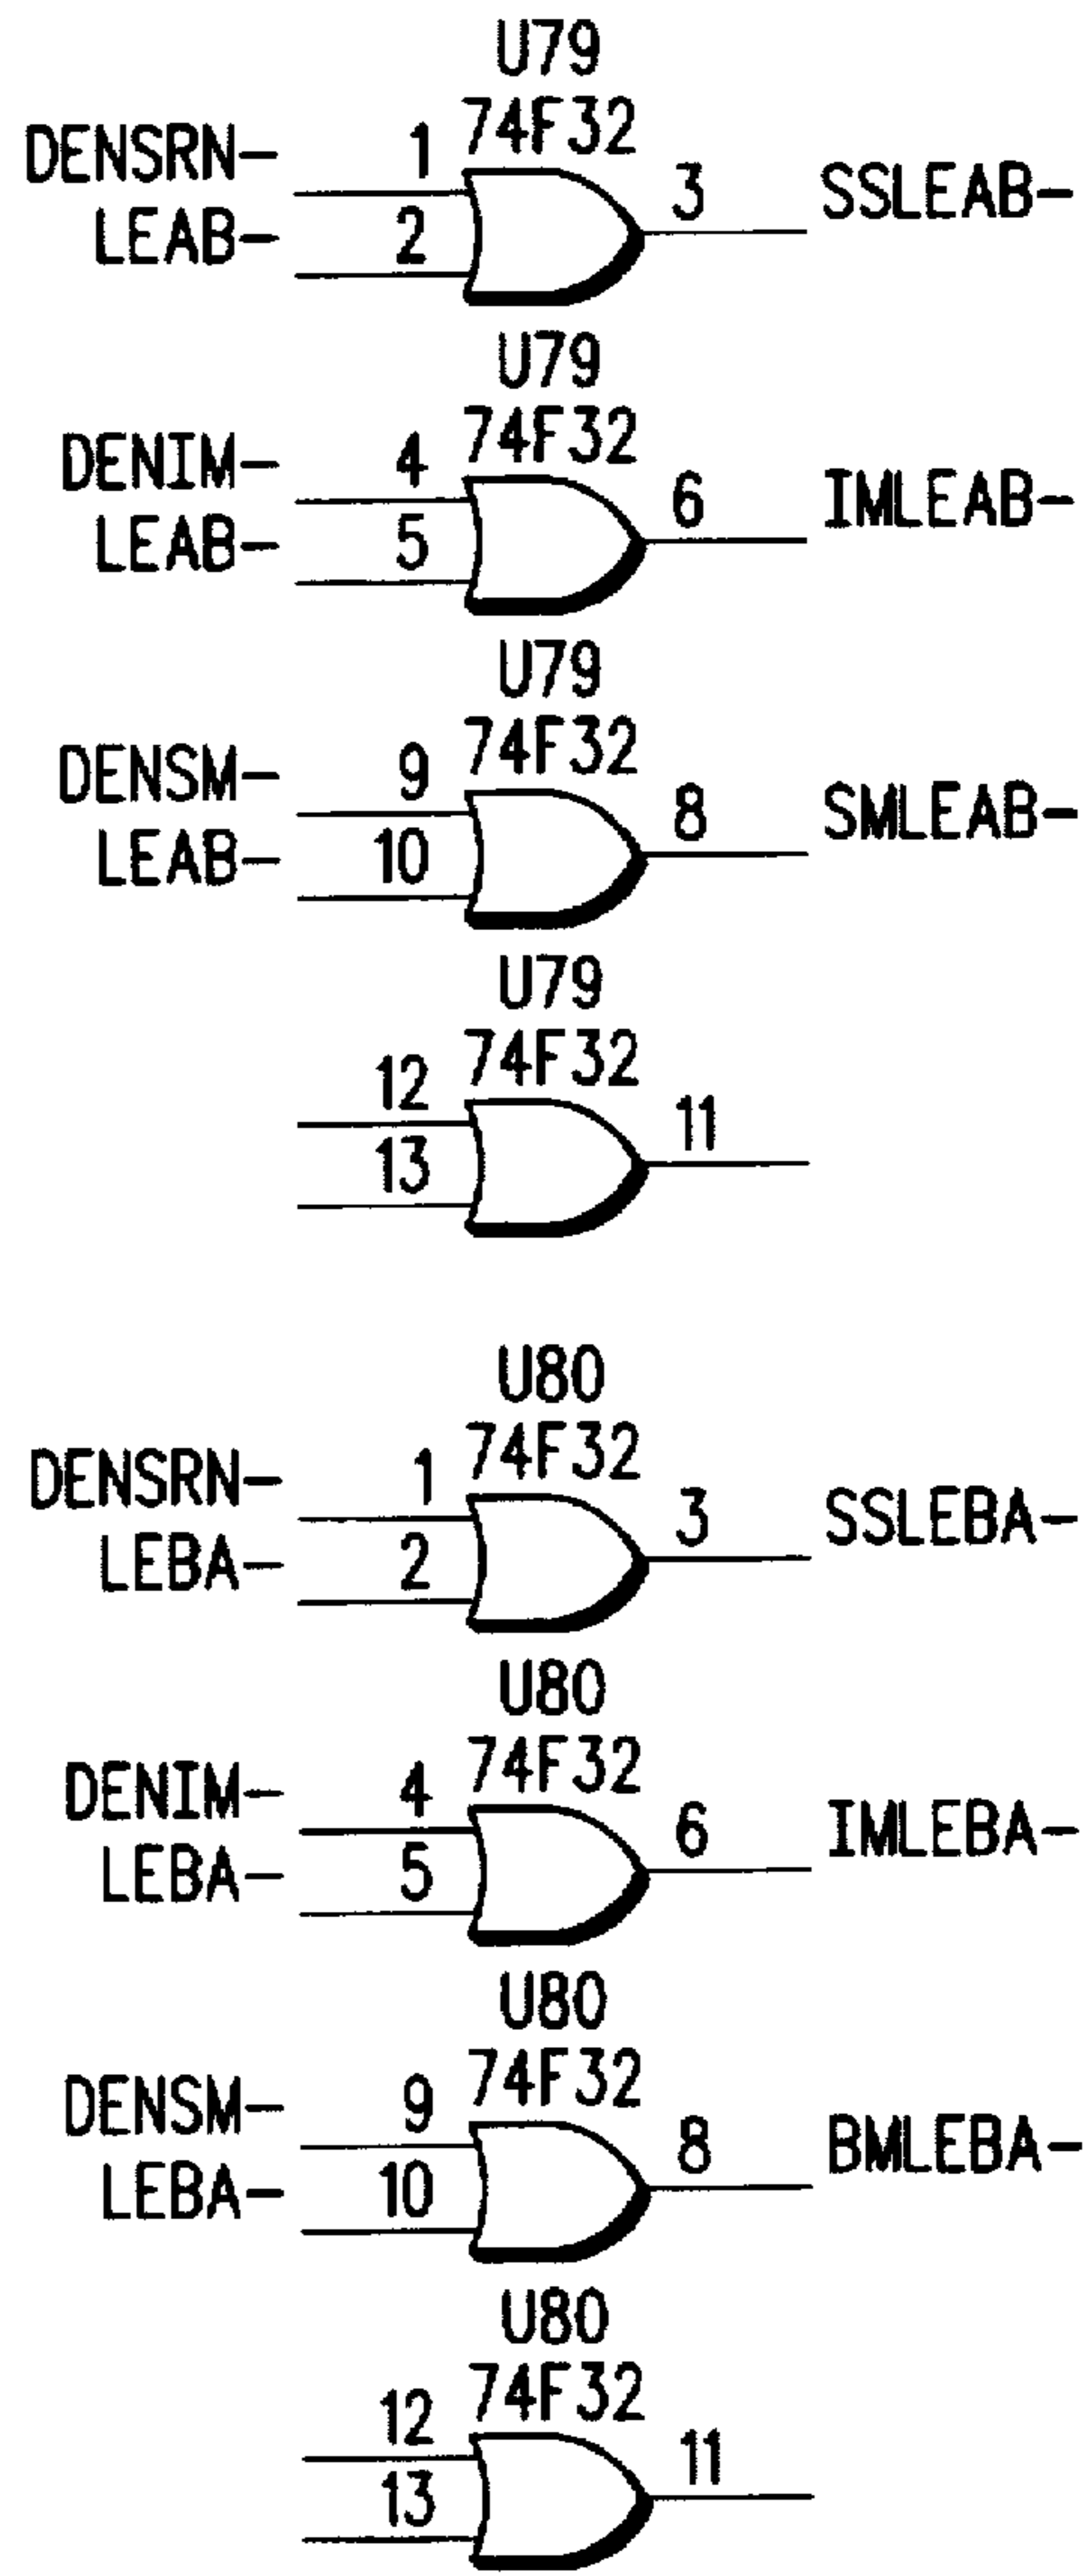 U79
74F32
DENSRN- 1 3 SSLEAB-
LEAB- 2
U79
74F32
DENIM- 4 6 IMLEAB-
LEAB- 5
U79
74F32
DENSM- 9 8 SMLEAB-
LEAB- 10
U79
74F32
12 11
13
U80
74F32
DENSRN- 1 3 SSLEBA-
LEBA- 2
U80
74F32
DENIM- 4 6 IMLEBA-
LEBA- 5
U80
74F32
DENSM- 9 8 BMLEBA-
LEBA- 10
U80
74F32
12 11
13